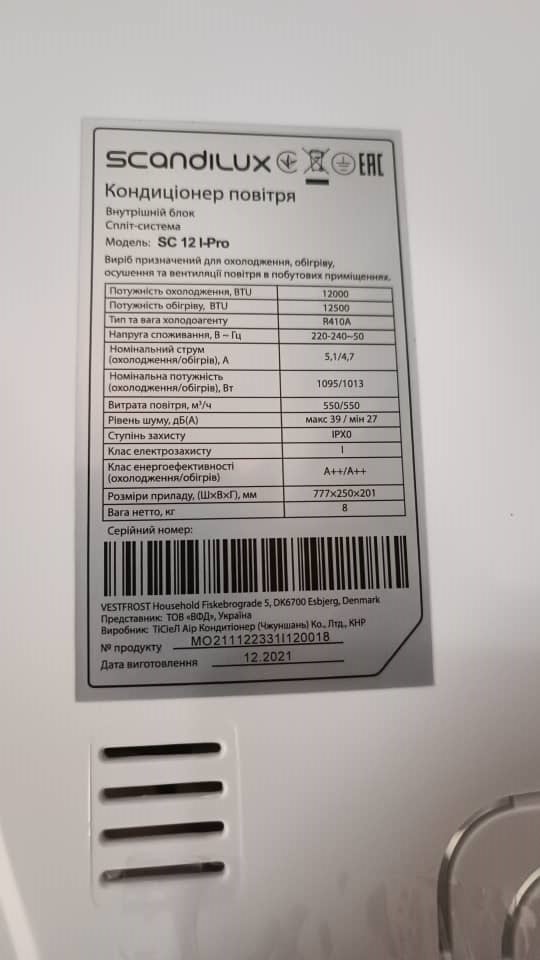 SCANDILUX EAC
Кондиціонер повітря
Внутрішній блок
Спліт-система
Модель: SC 12 I-Pro
Виріб призначений для охолодження, обігріву,
осушення та вентиляції повітря в побутових приміщеннях.
Потужність охолодження, BTU 12000
Потужність обігріву, BTU 12500
Тип та вага холодоагенту R410A
Напруга споживання, В ~ Гц 220-240~50
Номінальний струм
(охолодження/обігрів), А 5,1/4,7
Номінальна потужність
(охолодження/обігрів), Вт 1095/1013
Витрата повітря, м³/ч 550/550
Рівень шуму, дБ(А) макс 39 / мін 27
Ступінь захисту IPX0
Клас електрозахисту I
Клас енергоефективності
(охолодження/обігрів) А++/А++
Розміри приладу, (Ш×В×Г), мм 777×250×201
Вага нетто, кг 8
Серійний номер:
VESTFROST Household Fiskebrograde 5, DK6700 Esbjerg, Denmark
Представник: ТОВ «ВФД», Україна
Виробник: ТіСіеЛ Аір Кондітіонер (Чжуншань) Ко., Лтд., КНР
№ продукту MO211122331I120018
Дата виготовлення 12.2021